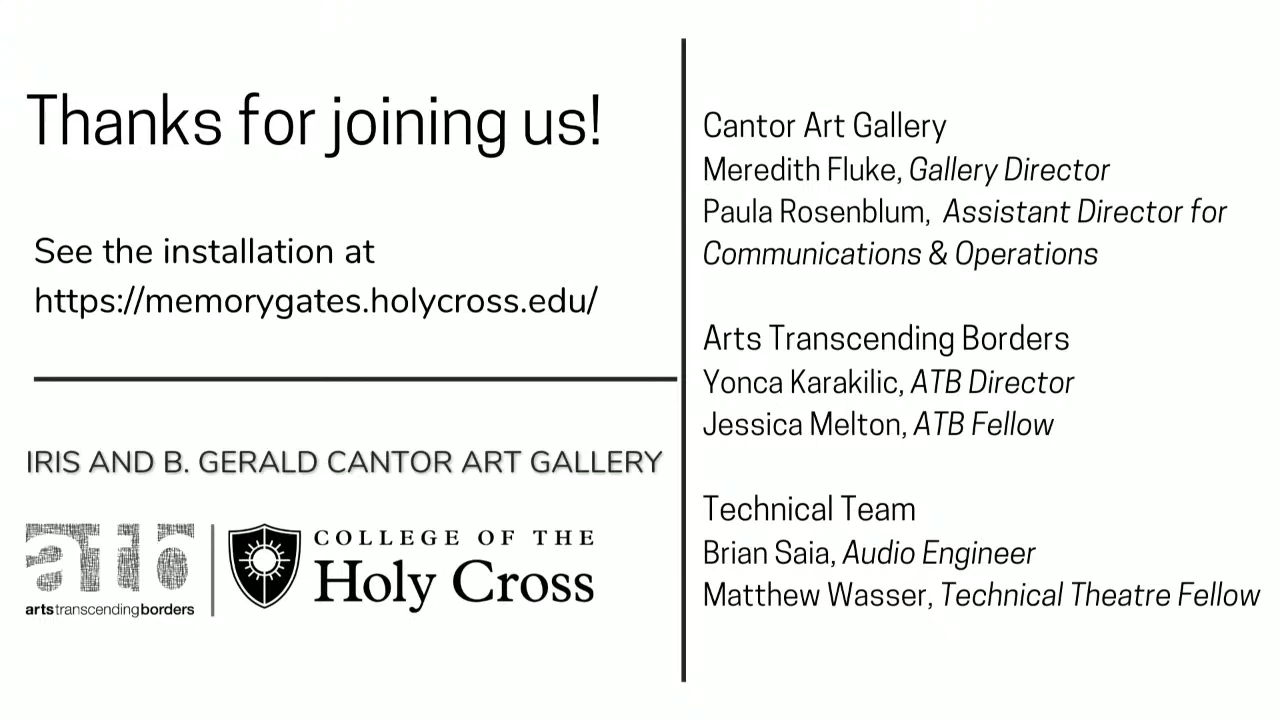 Thanks for joining us!
See the installation at
https://memorygates.holycross.edu/
IRIS AND B. GERALD CANTOR ART GALLERY
atb
artstranscendingborders
COLLEGE OF THE
Holy Cross
Cantor Art Gallery
Meredith Fluke, Gallery Director
Paula Rosenblum, Assistant Director for
Communications & Operations
Arts Transcending Borders
Yonca Karakilic, ATB Director
Jessica Melton, ATB Fellow
Technical Team
Brian Saia, Audio Engineer
Matthew Wasser, Technical Theatre Fellow